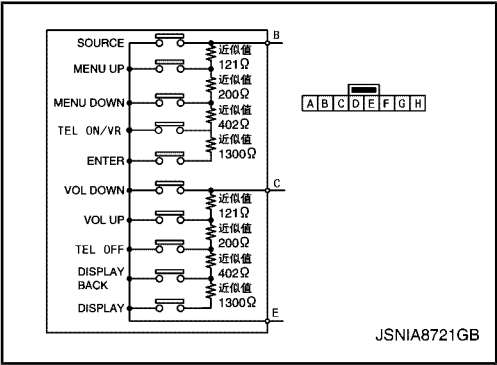 SOURCE
B
近似值
121Ω
MENU UP
近似值
200Ω
MENU DOWN
近似值
402Ω
TEL ON/VR
近似值
1300Ω
ENTER
A B C D E F G H
VOL DOWN
C
近似值
121Ω
VOL UP
近似值
200Ω
TEL OFF
近似值
402Ω
DISPLAY
BACK
近似值
1300Ω
DISPLAY
E
JSNIA8721GB